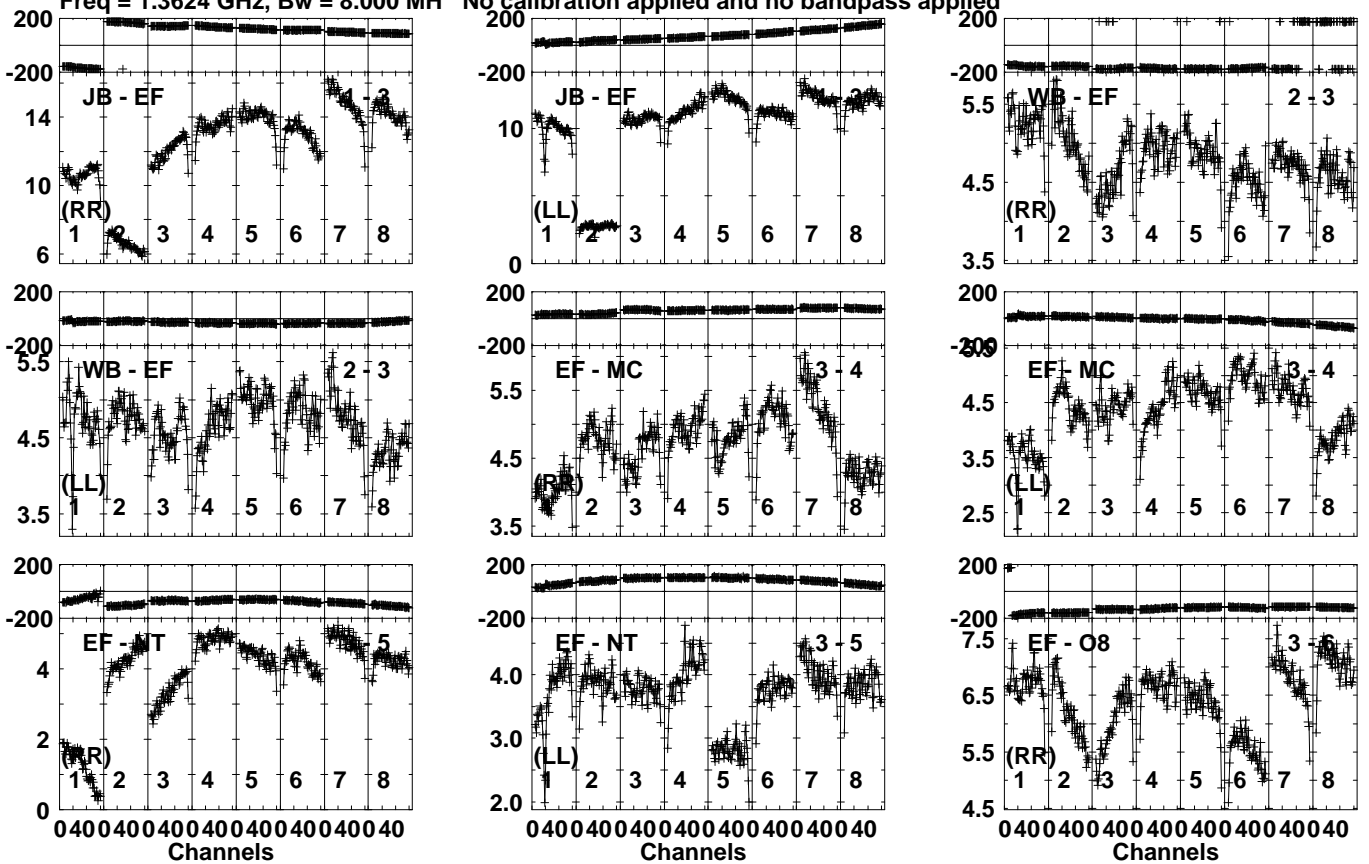 Freq = 1.3624 GHz, Bw = 8.000 MH No calibration applied and no bandpass applied
200 200 200
-200 -200 -200
JB - EF 1 - 3 JB - EF 1 - 3 WB - EF 2 - 3
14 10 5.5
10 4.5
(RR) (LL) (RR)
1 2 3 4 5 6 7 8 1 2 3 4 5 6 7 8 1 2 3 4 5 6 7 8
6 0 3.5
200 200 200
-200 -200 -200
5.5 5.5 5.5
WB - EF 2 - 3 EF - MC 3 - 4 EF - MC 3 - 4
4.5 4.5 4.5
3.5
(LL) (RR) (LL)
1 2 3 4 5 6 7 8 1 2 3 4 5 6 7 8 1 2 3 4 5 6 7 8
3.5 3.5 2.5
200 200 200
-200 -200 -200
EF - NT 3 - 5 EF - NT 3 - 5 EF - O8 3 - 6
4 4.0 7.5
6.5
2 3.0 5.5
(RR) (LL) (RR)
1 2 3 4 5 6 7 8 1 2 3 4 5 6 7 8 1 2 3 4 5 6 7 8
0 2.0 4.5
0 40 0 40 0 40 0 40 0 40 0 40 0 40 0 40 0 40 0 40 0 40 0 40 0 40 0 40 0 40 0 40 0 40 0 40 0 40 0 40 0 40 0 40 0 40 0 40
Channels Channels Channels